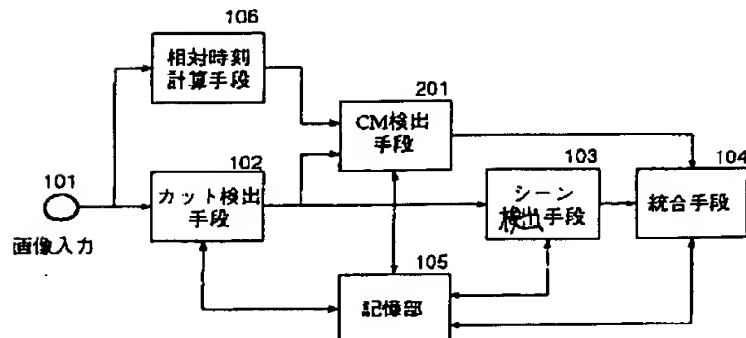 106
相対時刻
計算手段
201
CM検出
手段
101
画像入力
102
カット検出
手段
103
シーン
検出手段
104
統合手段
105
記憶部